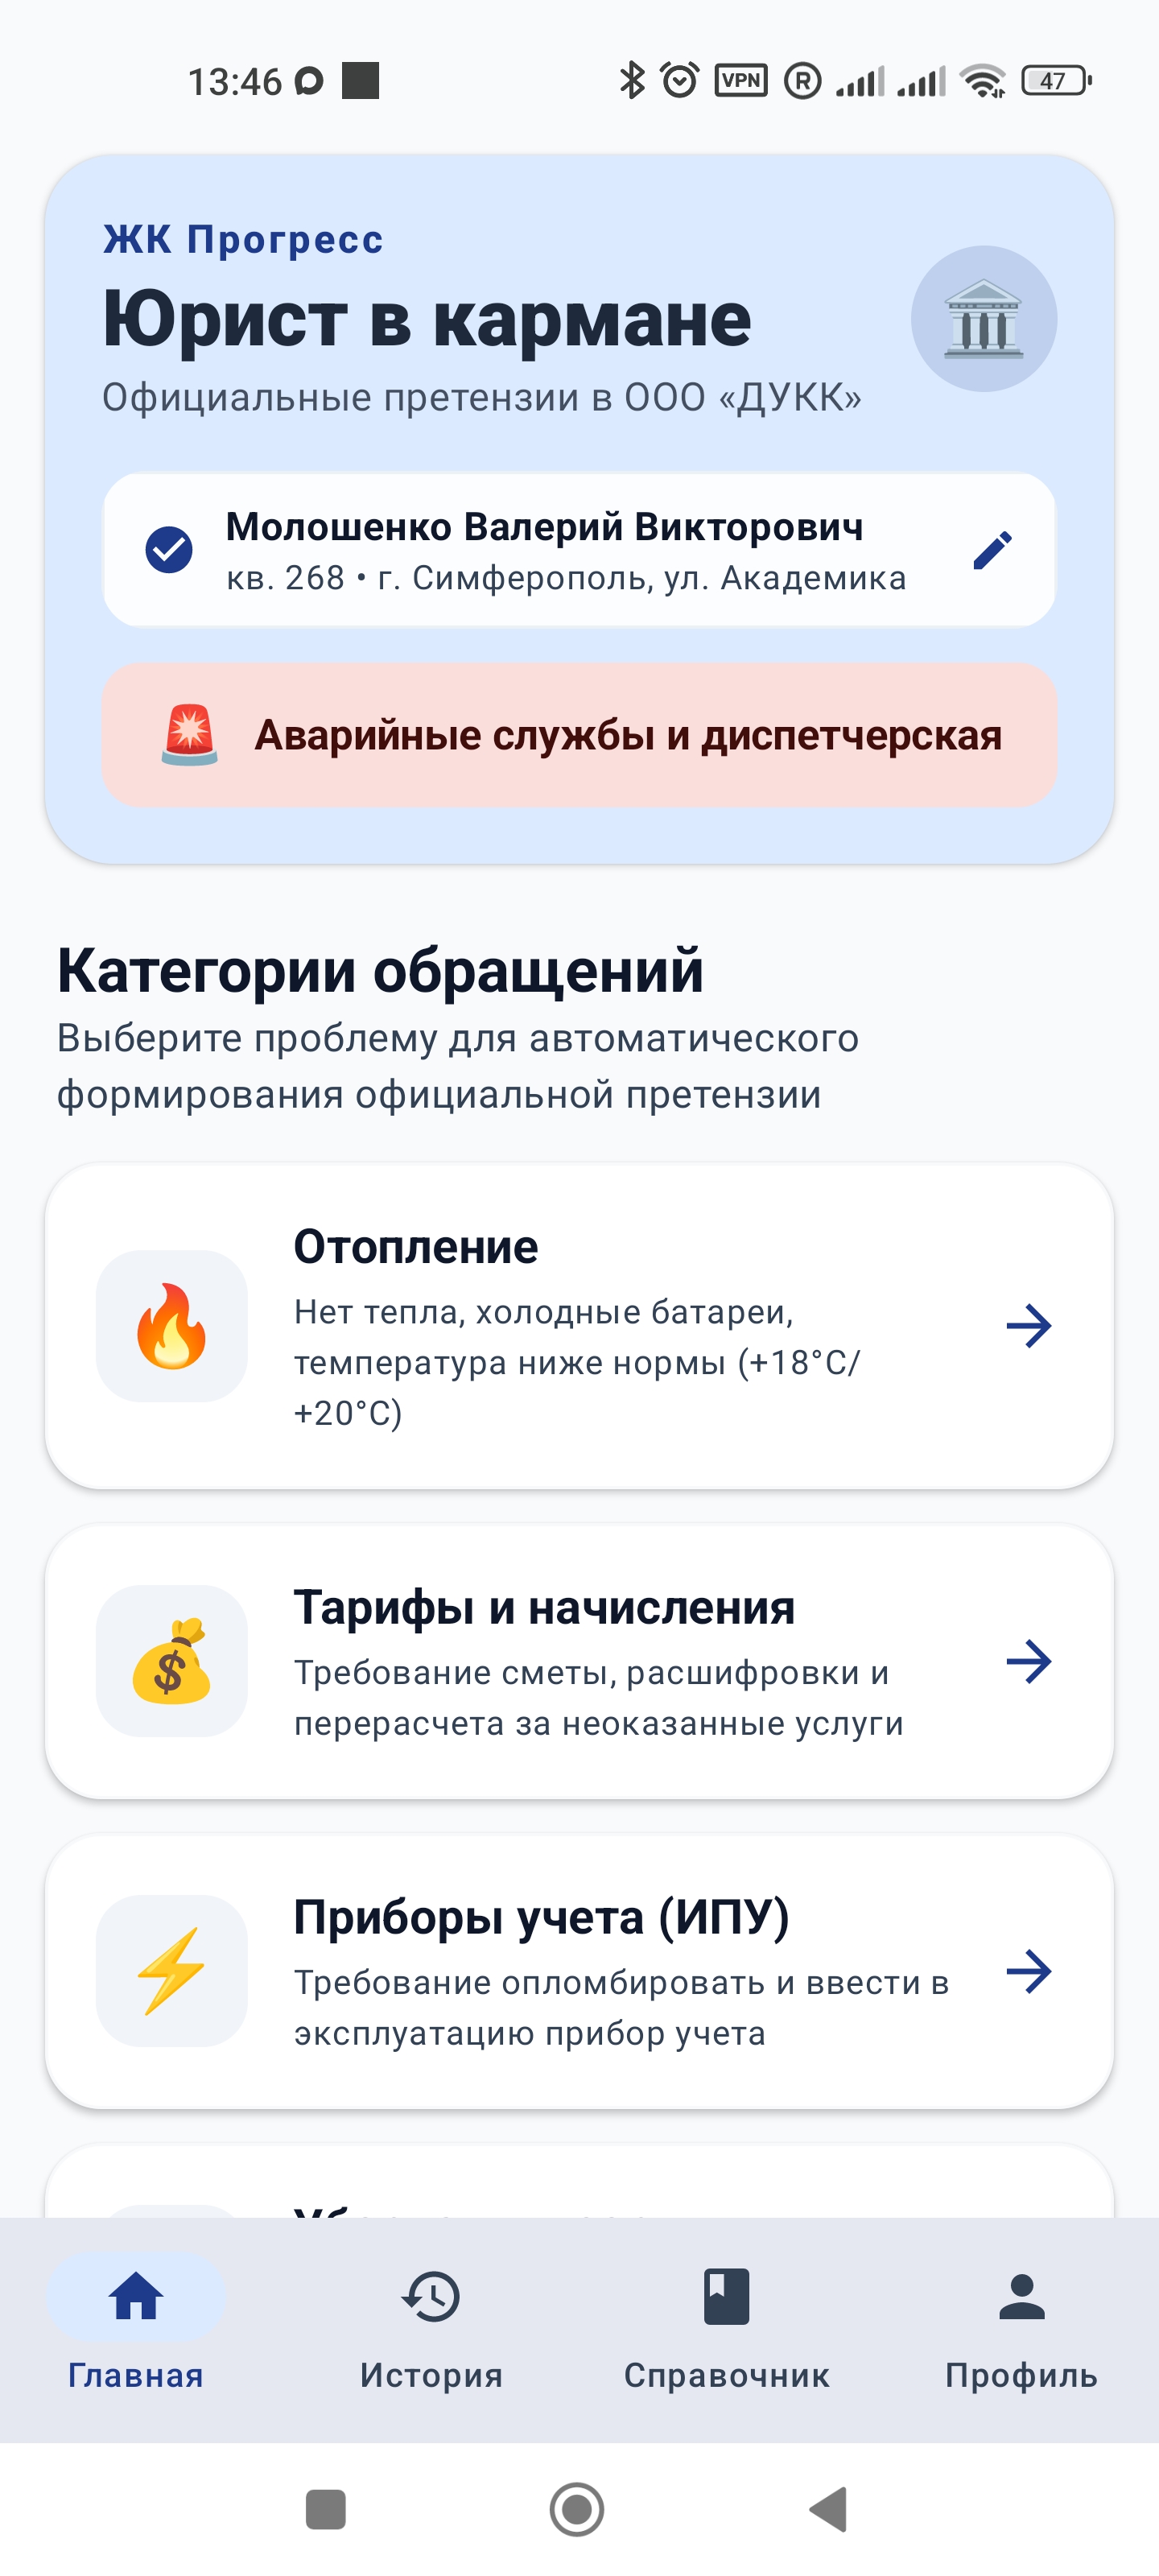 13:46
VPN
R
47
ЖК Прогресс
Юрист в кармане
Официальные претензии в ООО «ДУКК»
Молошенко Валерий Викторович
кв. 268 • г. Симферополь, ул. Академика
Аварийные службы и диспетчерская
Категории обращений
Выберите проблему для автоматического
формирования официальной претензии
Отопление
Нет тепла, холодные батареи,
температура ниже нормы (+18°C/
+20°C)
Тарифы и начисления
Требование сметы, расшифровки и
перерасчета за неоказанные услуги
Приборы учета (ИПУ)
Требование опломбировать и ввести в
эксплуатацию прибор учета
Главная
История
Справочник
Профиль